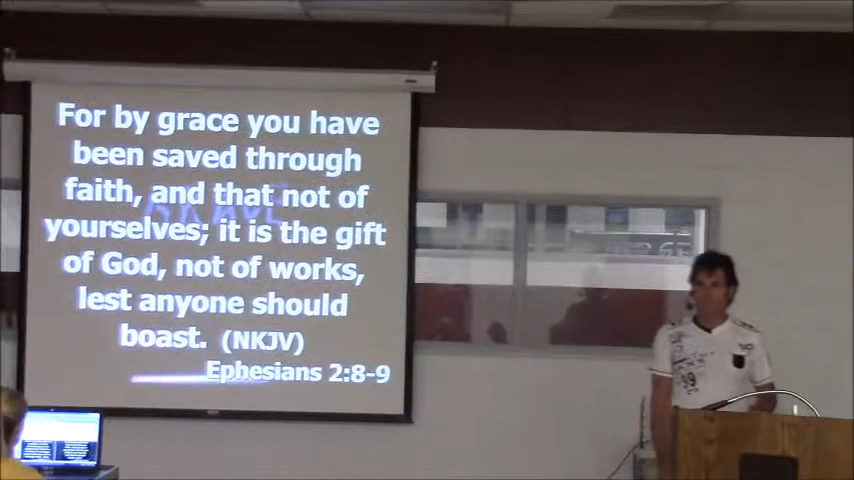 For by grace you have
been saved through
faith, and that not of
yourselves; it is the gift
of God, not of works,
lest anyone should
boast. (NKJV)
Ephesians 2:8-9